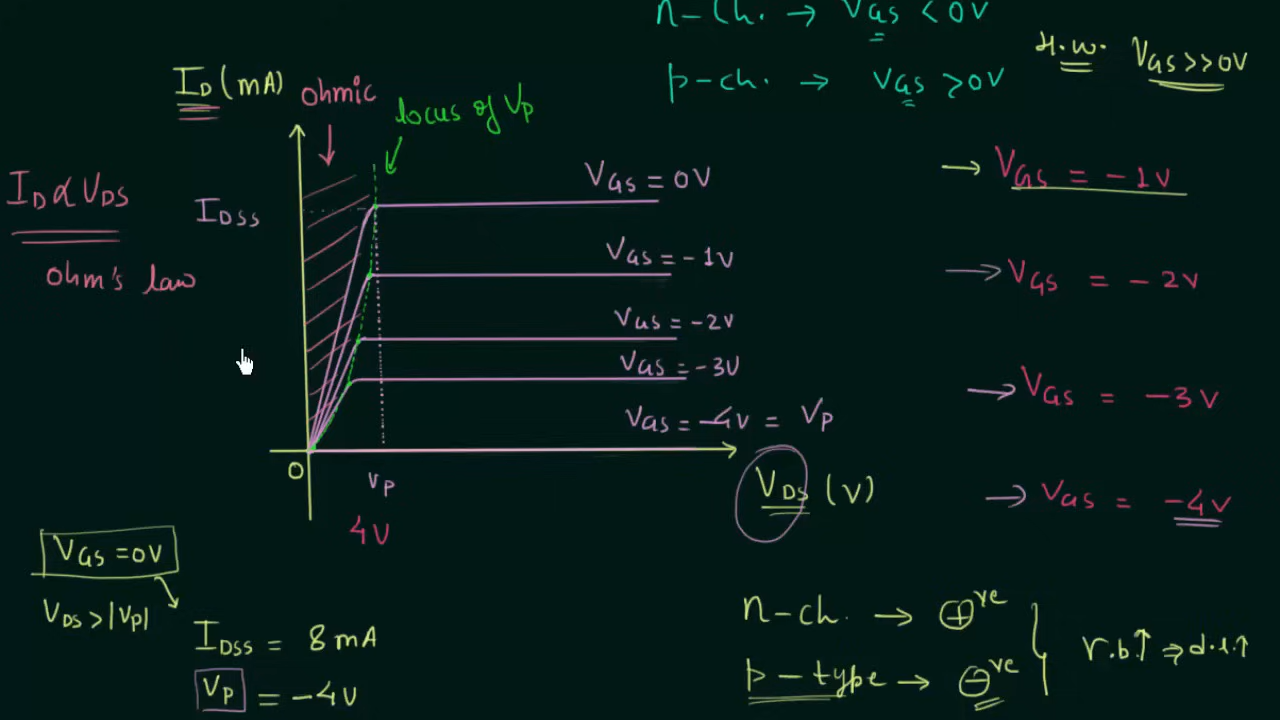 n-ch. → VGS < 0V
H.W. VGS >> 0V
p-ch. → VGS > 0V
ID (mA)
ohmic
locus of VP
ID ∝ VDS
ohm's law
IDSS
VGS = 0V
VGS = -1V
VGS = -2V
VGS = -3V
VGS = -4V = VP
0
VP
4V
VDS (V)
→ VGS = -1V
→ VGS = -2V
→ VGS = -3V
→ VGS = -4V
VGS = 0V
VDS > |VP|
IDSS = 8 mA
VP = -4V
n-ch. → ⊕ve
p-type → ⊖ve
r.b↑ ⇒ d.l.↑